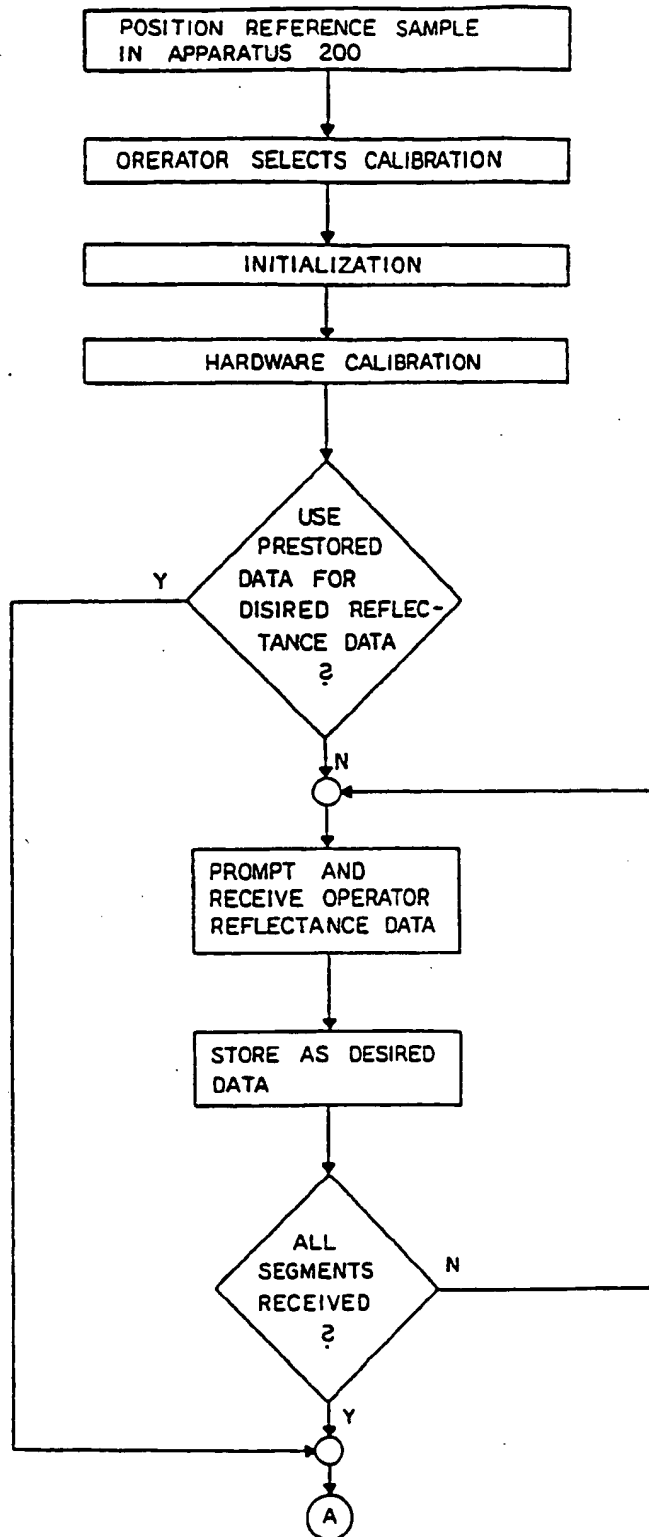 POSITION REFERENCE SAMPLE
IN APPARATUS 200
ORERATOR SELECTS CALIBRATION
INITIALIZATION
HARDWARE CALIBRATION
USE
PRESTORED
DATA FOR
DISIRED REFLEC-
TANCE DATA
?
Y
N
PROMPT AND
RECEIVE OPERATOR
REFLECTANCE DATA
STORE AS DESIRED
DATA
ALL
SEGMENTS
RECEIVED
?
N
Y
A